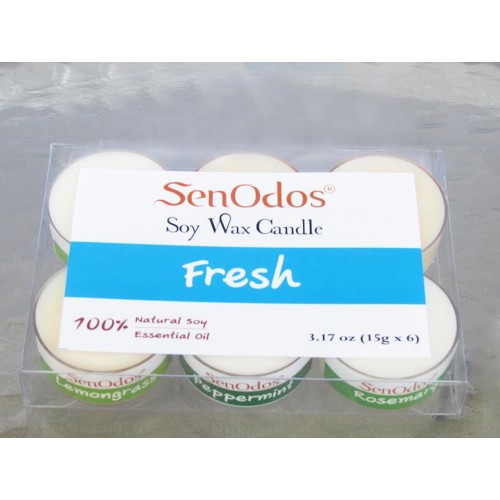 SenOdos®
Soy Wax Candle
Fresh
100% Natural Soy
Essential Oil
3.17 oz (15g x 6)
SenOdos
Lemongrass
SenOdos
Peppermint
SenOdos
Rosemary